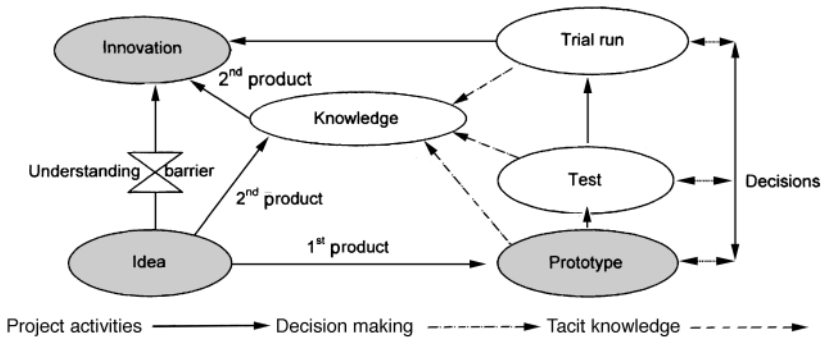 Innovation
Trial run
2nd product
Knowledge
Understanding barrier
Test
Decisions
2nd product
1st product
Idea
Prototype
Project activities Decision making Tacit knowledge